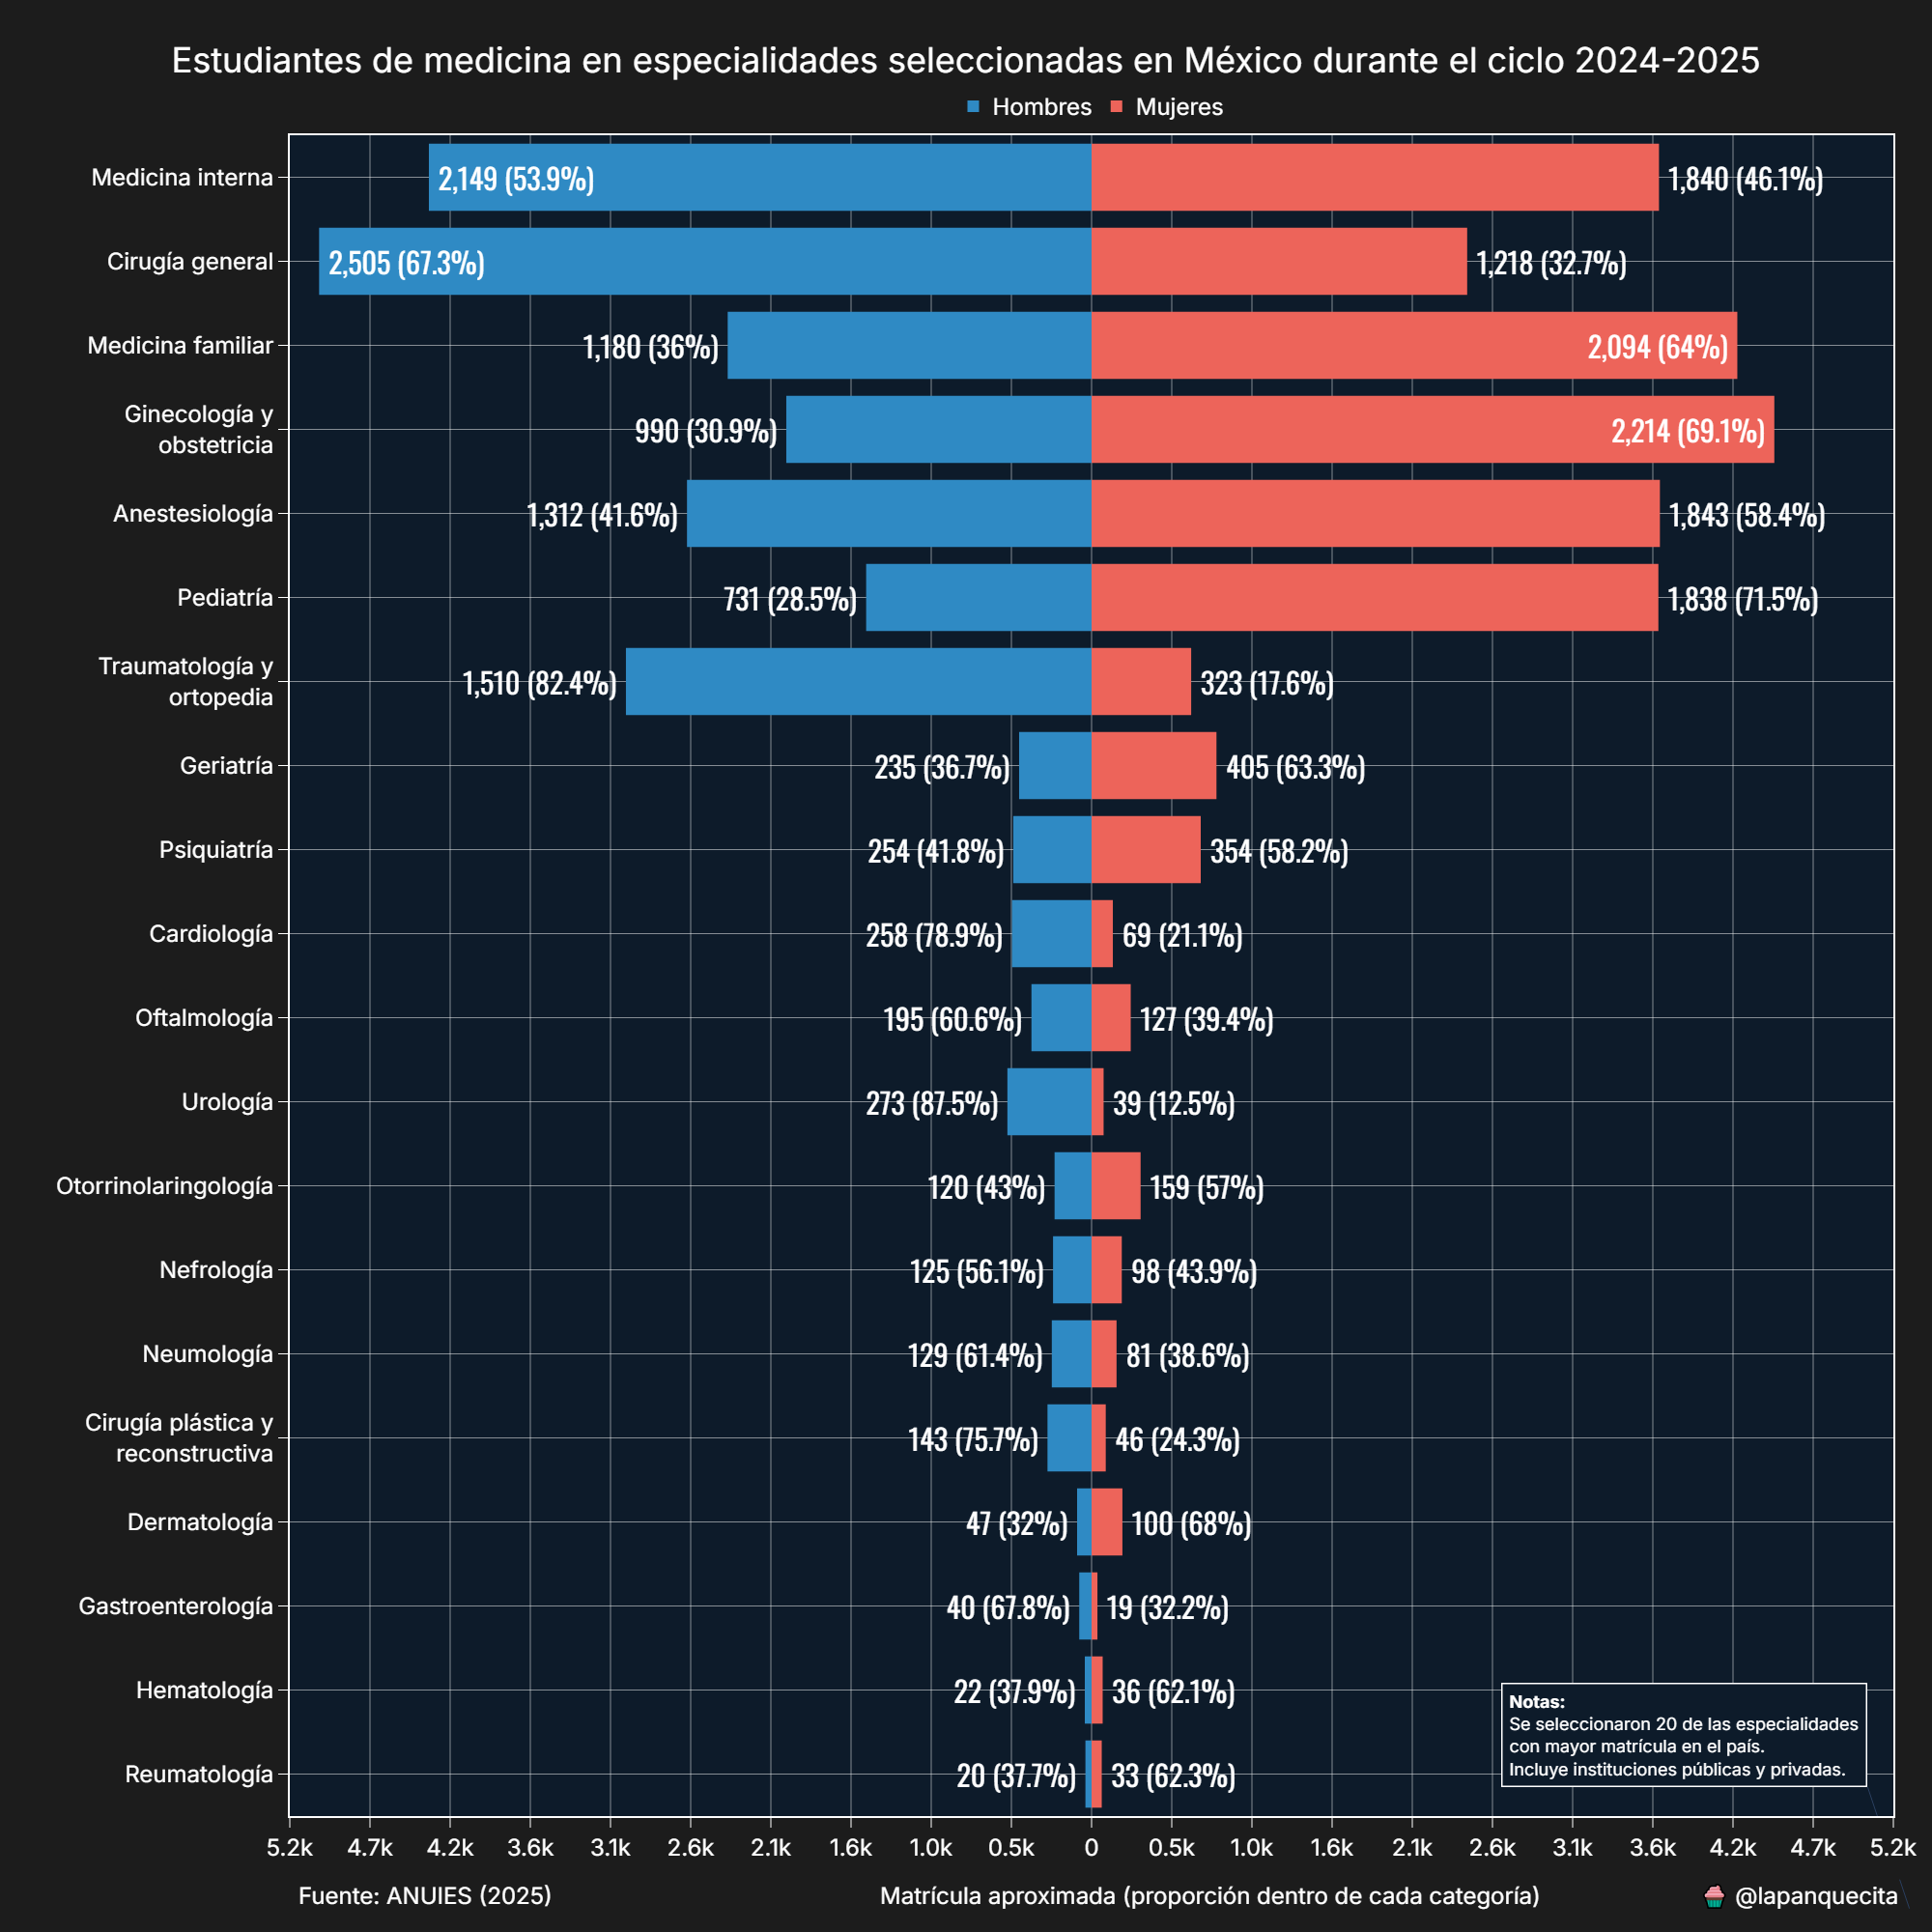 Estudiantes de medicina en especialidades seleccionadas en México durante el ciclo 2024-2025
Hombres Mujeres
Medicina interna 2,149 (53.9%) 1,840 (46.1%)
Cirugía general 2,505 (67.3%) 1,218 (32.7%)
Medicina familiar 1,180 (36%) 2,094 (64%)
Ginecología y
obstetricia 990 (30.9%) 2,214 (69.1%)
Anestesiología 1,312 (41.6%) 1,843 (58.4%)
Pediatría 731 (28.5%) 1,838 (71.5%)
Traumatología y
ortopedia 1,510 (82.4%) 323 (17.6%)
Geriatría 235 (36.7%) 405 (63.3%)
Psiquiatría 254 (41.8%) 354 (58.2%)
Cardiología 258 (78.9%) 69 (21.1%)
Oftalmología 195 (60.6%) 127 (39.4%)
Urología 273 (87.5%) 39 (12.5%)
Otorrinolaringología 120 (43%) 159 (57%)
Nefrología 125 (56.1%) 98 (43.9%)
Neumología 129 (61.4%) 81 (38.6%)
Cirugía plástica y
reconstructiva 143 (75.7%) 46 (24.3%)
Dermatología 47 (32%) 100 (68%)
Gastroenterología 40 (67.8%) 19 (32.2%)
Hematología 22 (37.9%) 36 (62.1%)
Reumatología 20 (37.7%) 33 (62.3%)
Notas:
Se seleccionaron 20 de las especialidades
con mayor matrícula en el país.
Incluye instituciones públicas y privadas.
5.2k 4.7k 4.2k 3.6k 3.1k 2.6k 2.1k 1.6k 1.0k 0.5k 0 0.5k 1.0k 1.6k 2.1k 2.6k 3.1k 3.6k 4.2k 4.7k 5.2k
Fuente: ANUIES (2025) Matrícula aproximada (proporción dentro de cada categoría) @lapanquecita